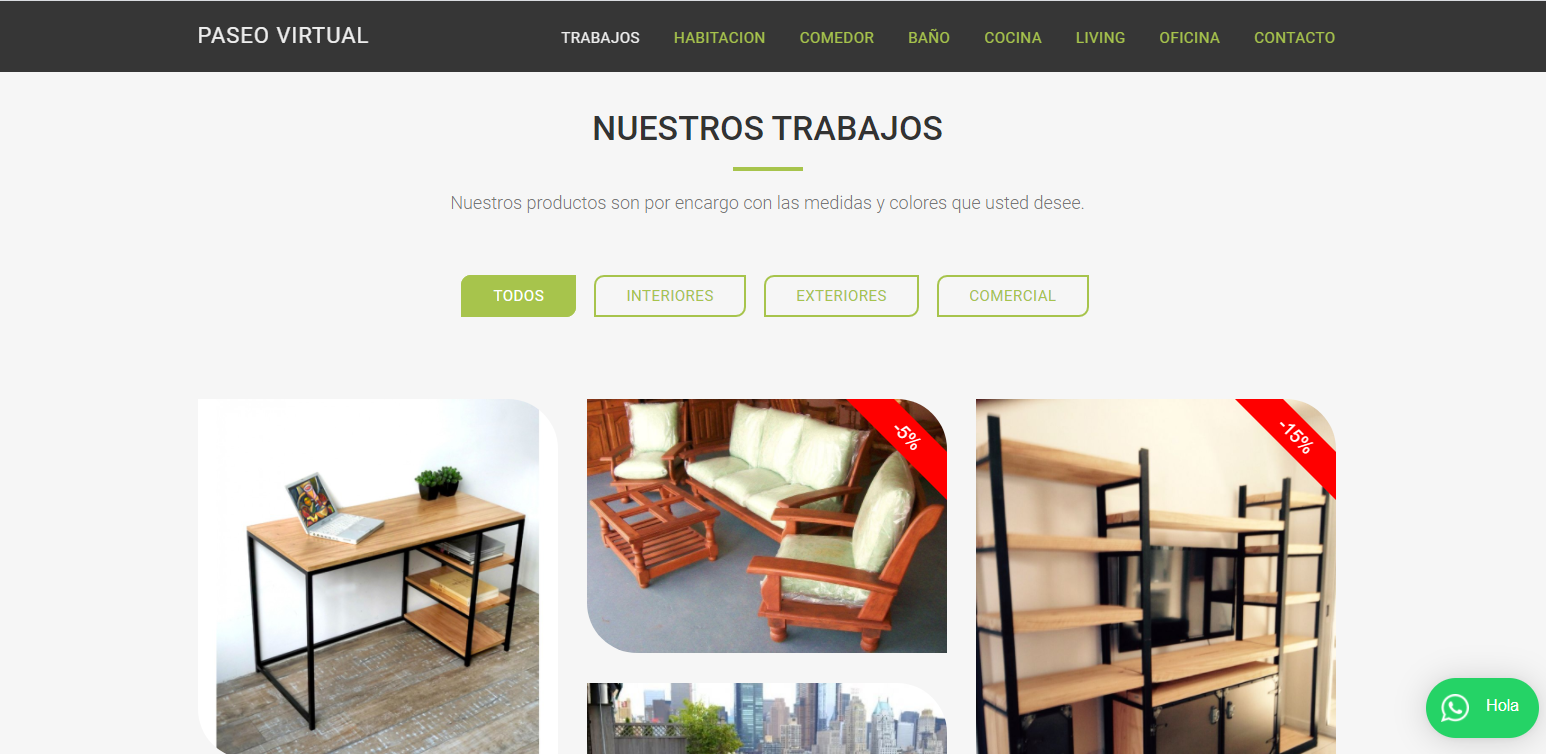 PASEO VIRTUAL TRABAJOS HABITACION COMEDOR BAÑO COCINA LIVING OFICINA CONTACTO
NUESTROS TRABAJOS
Nuestros productos son por encargo con las medidas y colores que usted desee.
TODOS INTERIORES EXTERIORES COMERCIAL
-5%
-15%
Hola